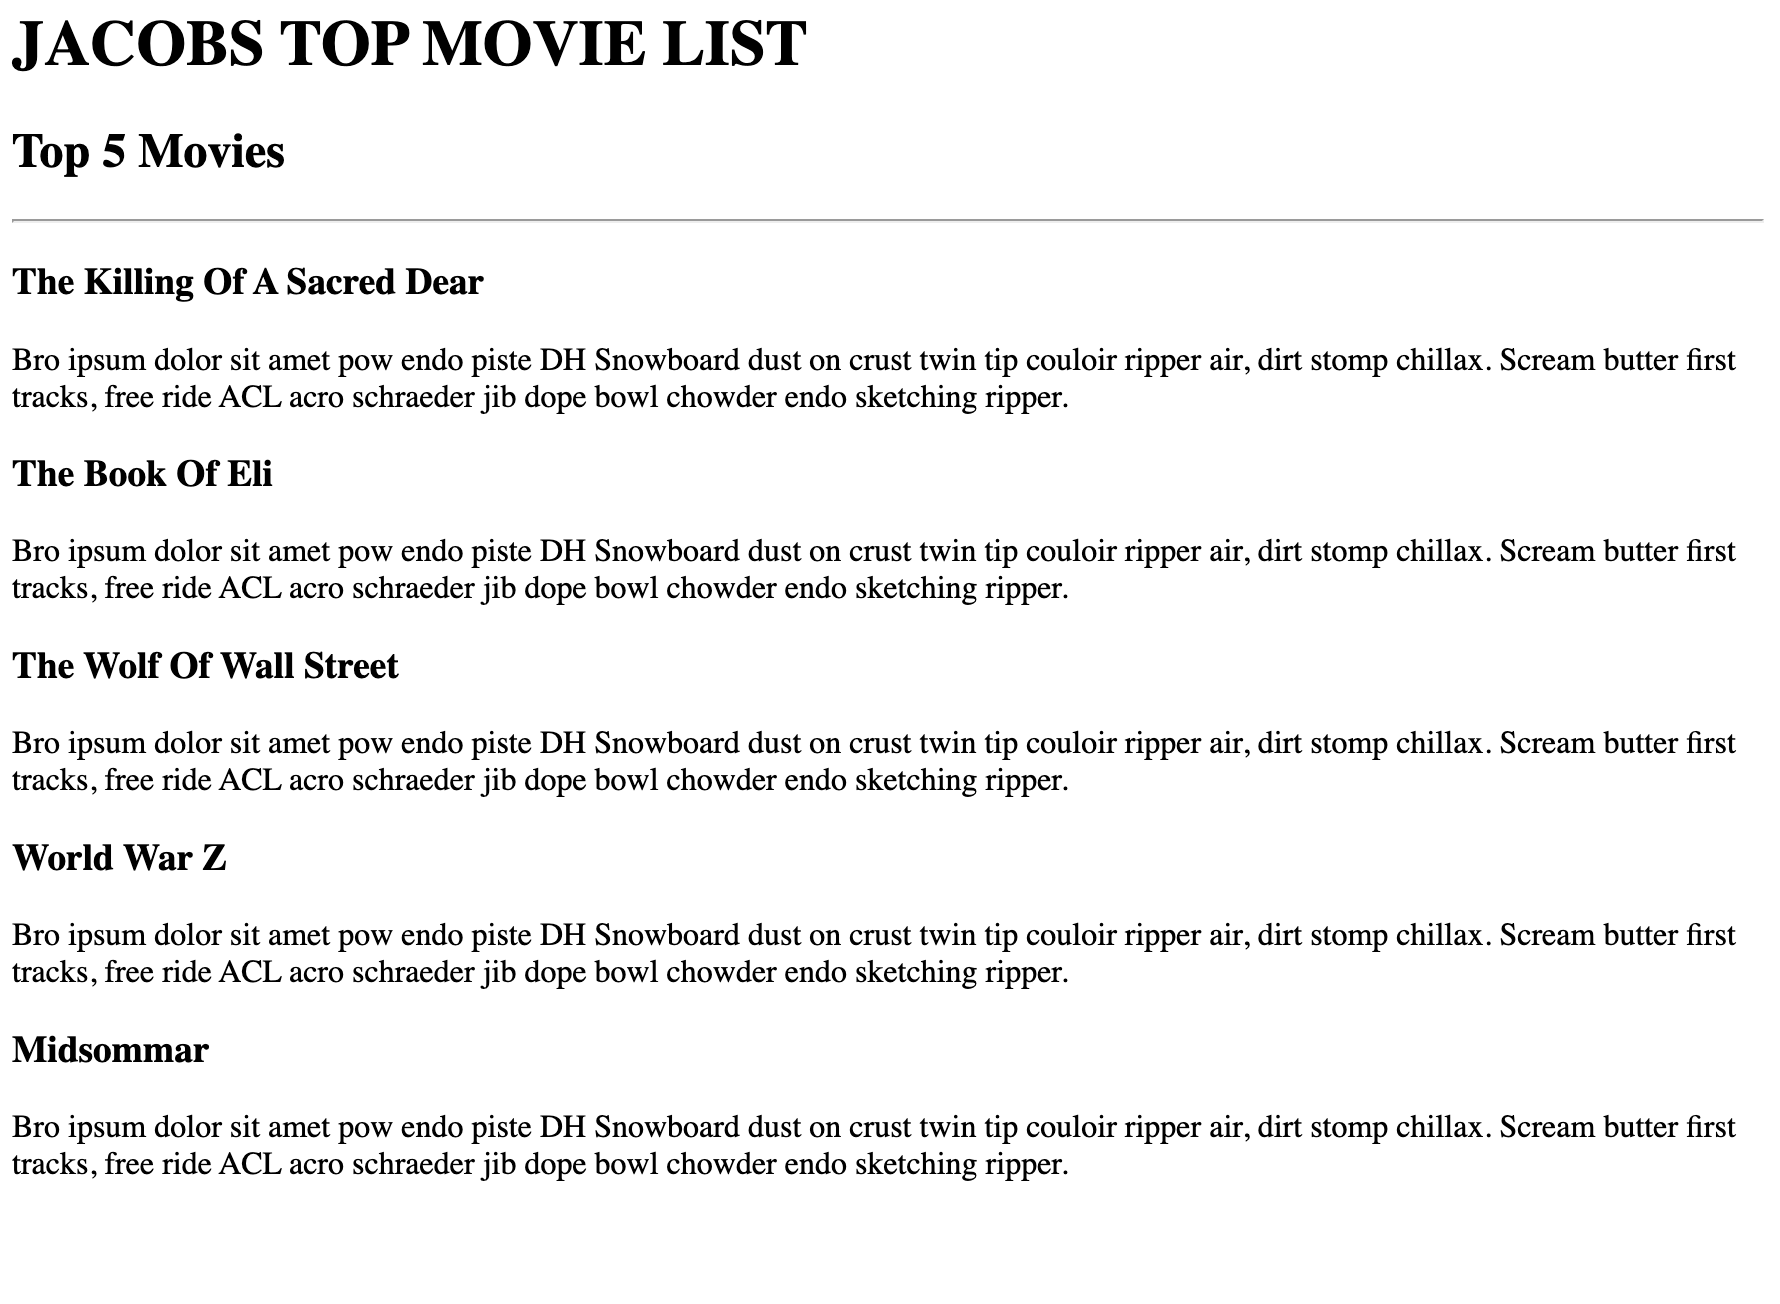 JACOBS TOP MOVIE LIST
Top 5 Movies
The Killing Of A Sacred Dear
Bro ipsum dolor sit amet pow endo piste DH Snowboard dust on crust twin tip couloir ripper air, dirt stomp chillax. Scream butter first
tracks, free ride ACL acro schraeder jib dope bowl chowder endo sketching ripper.
The Book Of Eli
Bro ipsum dolor sit amet pow endo piste DH Snowboard dust on crust twin tip couloir ripper air, dirt stomp chillax. Scream butter first
tracks, free ride ACL acro schraeder jib dope bowl chowder endo sketching ripper.
The Wolf Of Wall Street
Bro ipsum dolor sit amet pow endo piste DH Snowboard dust on crust twin tip couloir ripper air, dirt stomp chillax. Scream butter first
tracks, free ride ACL acro schraeder jib dope bowl chowder endo sketching ripper.
World War Z
Bro ipsum dolor sit amet pow endo piste DH Snowboard dust on crust twin tip couloir ripper air, dirt stomp chillax. Scream butter first
tracks, free ride ACL acro schraeder jib dope bowl chowder endo sketching ripper.
Midsommar
Bro ipsum dolor sit amet pow endo piste DH Snowboard dust on crust twin tip couloir ripper air, dirt stomp chillax. Scream butter first
tracks, free ride ACL acro schraeder jib dope bowl chowder endo sketching ripper.